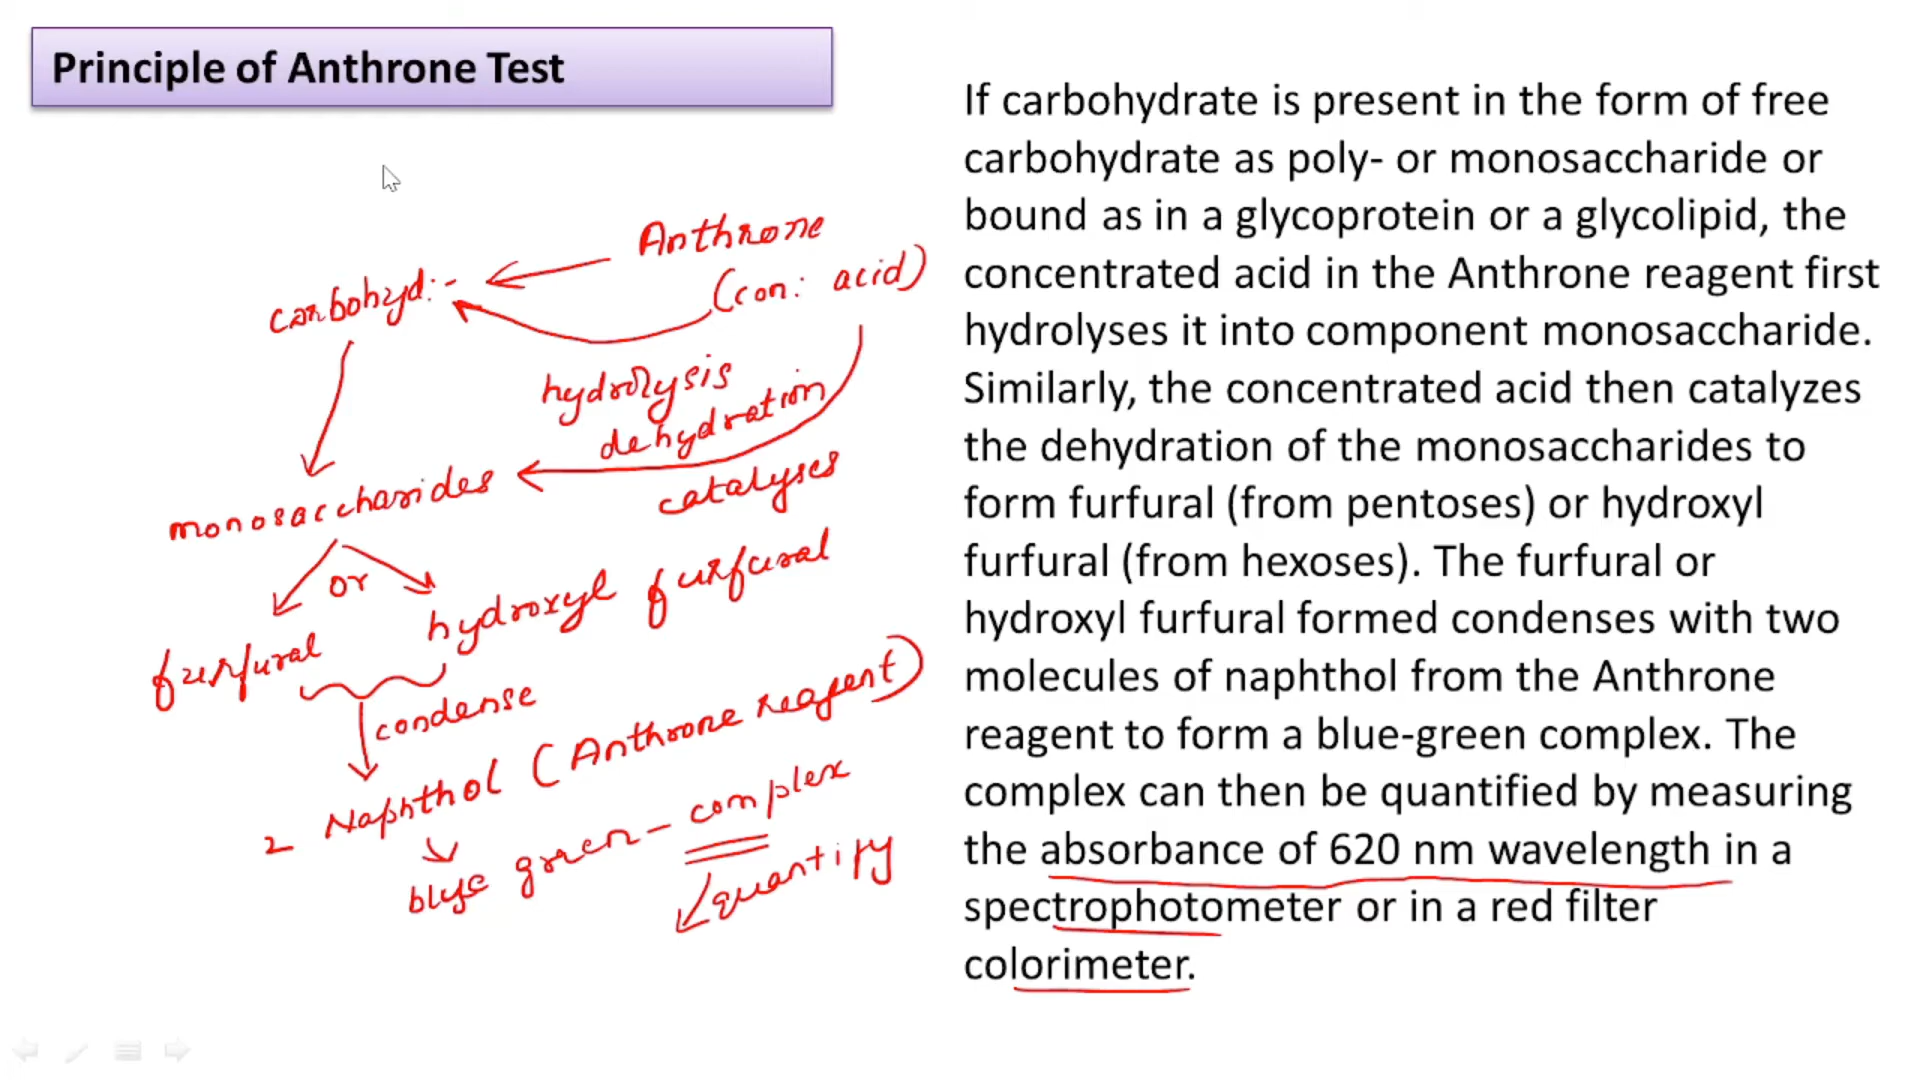 Principle of Anthrone Test
If carbohydrate is present in the form of free
carbohydrate as poly- or monosaccharide or
bound as in a glycoprotein or a glycolipid, the
concentrated acid in the Anthrone reagent first
hydrolyses it into component monosaccharide.
Similarly, the concentrated acid then catalyzes
the dehydration of the monosaccharides to
form furfural (from pentoses) or hydroxyl
furfural (from hexoses). The furfural or
hydroxyl furfural formed condenses with two
molecules of naphthol from the Anthrone
reagent to form a blue-green complex. The
complex can then be quantified by measuring
the absorbance of 620 nm wavelength in a
spectrophotometer or in a red filter
colorimeter.
Anthrone
(con: acid)
carbohyd:-
hydrolysis
dehydration
catalyses
monosaccharides
or
furfural
hydroxyl furfural
condense
2 Naphthol (Anthrone reagent)
blue green - complex
quantify